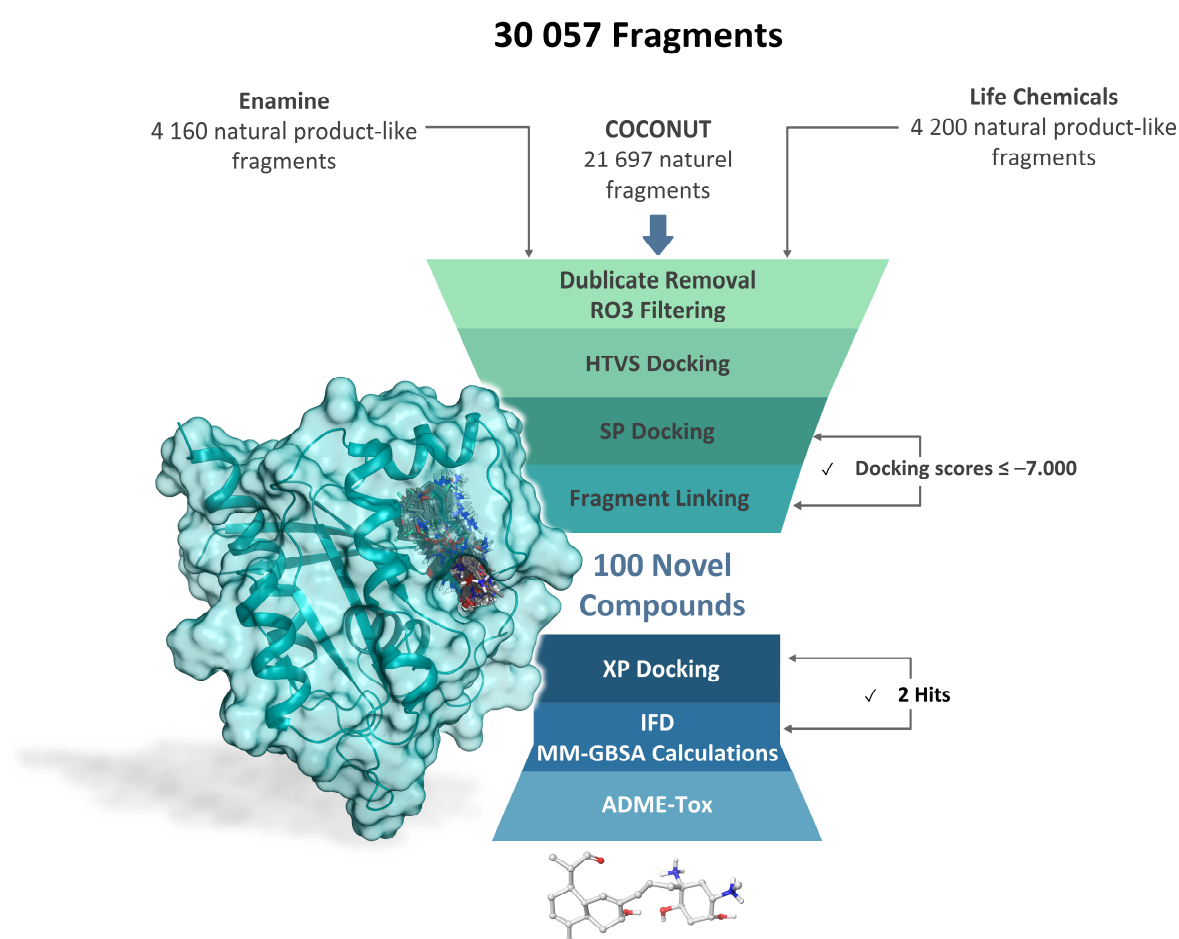 30 057 Fragments
Enamine
4 160 natural product-like
fragments
COCONUT
21 697 naturel
fragments
Life Chemicals
4 200 natural product-like
fragments
Dublicate Removal
RO3 Filtering
HTVS Docking
SP Docking
✓ Docking scores ≤ −7.000
Fragment Linking
100 Novel
Compounds
XP Docking
✓ 2 Hits
IFD
MM-GBSA Calculations
ADME-Tox